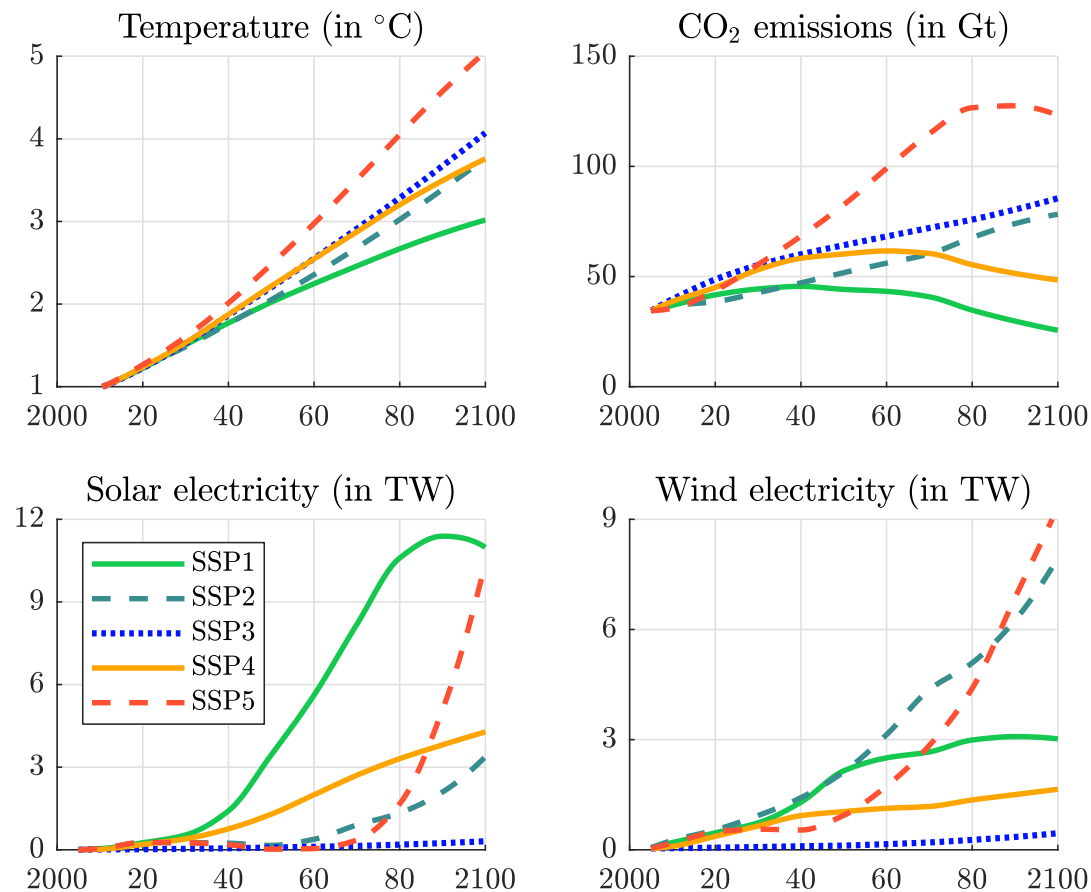 Temperature (in °C)
5
4
3
2
1
2000 20 40 60 80 2100
CO₂ emissions (in Gt)
150
100
50
0
2000 20 40 60 80 2100
Solar electricity (in TW)
12
9
6
3
0
2000 20 40 60 80 2100
SSP1
SSP2
SSP3
SSP4
SSP5
Wind electricity (in TW)
9
6
3
0
2000 20 40 60 80 2100